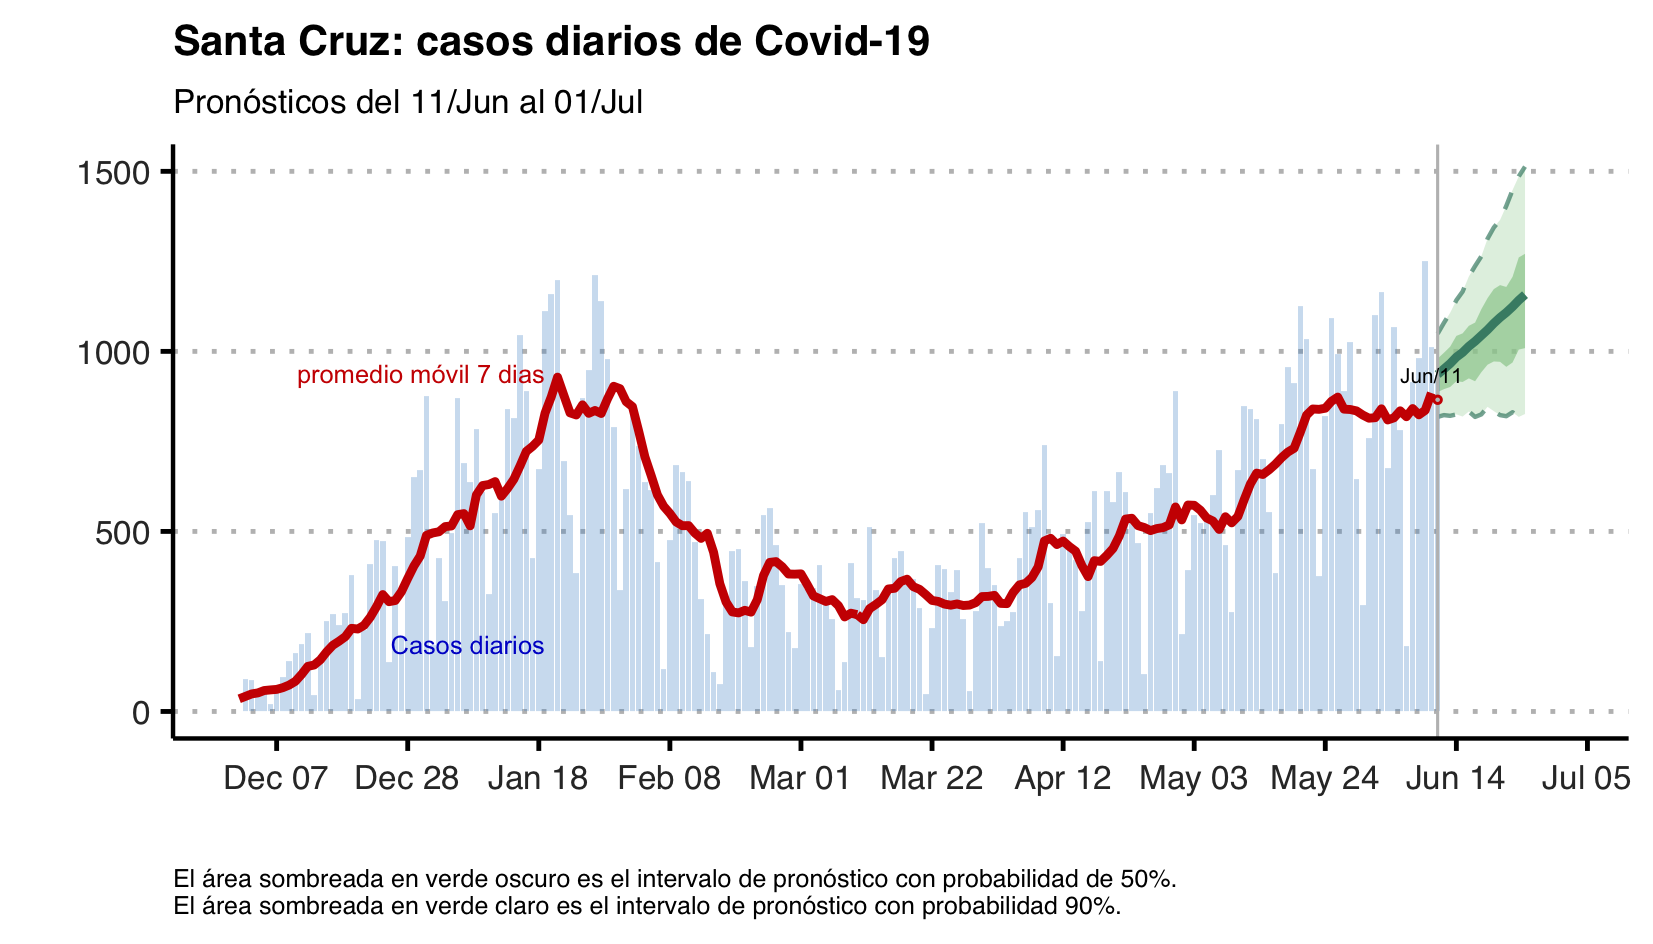 Santa Cruz: casos diarios de Covid-19
Pronósticos del 11/Jun al 01/Jul
1500
1000
500
0
promedio móvil 7 dias
Jun/11
Casos diarios
Dec 07 Dec 28 Jan 18 Feb 08 Mar 01 Mar 22 Apr 12 May 03 May 24 Jun 14 Jul 05
El área sombreada en verde oscuro es el intervalo de pronóstico con probabilidad de 50%.
El área sombreada en verde claro es el intervalo de pronóstico con probabilidad 90%.